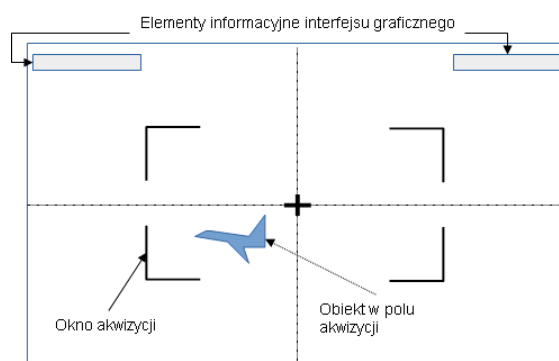 Elementy informacyjne interfejsu graficznego
Okno akwizycji
Obiekt w polu
akwizycji